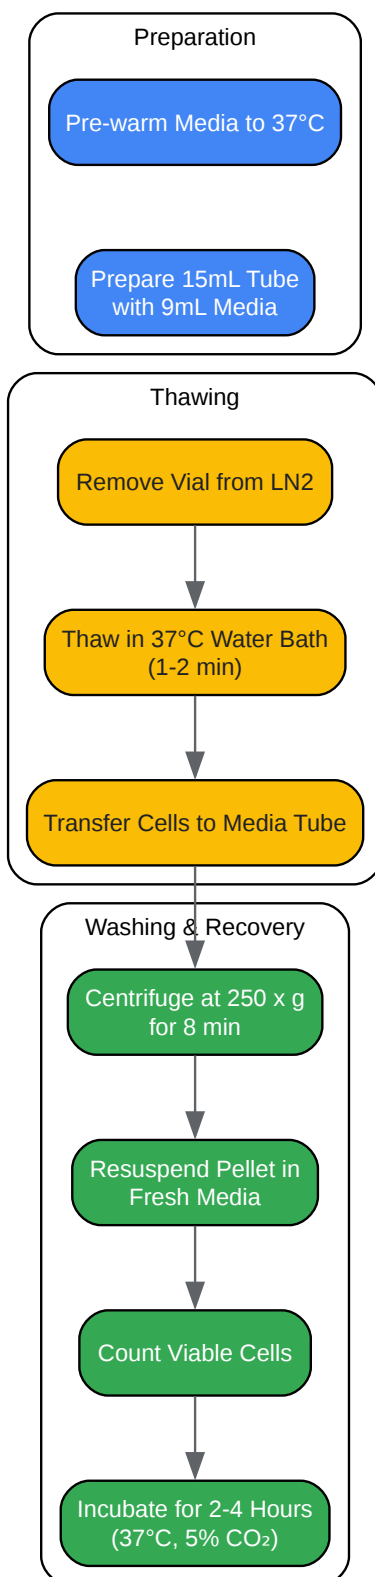 Preparation
Pre-warm Media to 37°C
Prepare 15mL Tube
with 9mL Media
Thawing
Remove Vial from LN2
Thaw in 37°C Water Bath
(1-2 min)
Transfer Cells to Media Tube
Washing & Recovery
Centrifuge at 250 x g
for 8 min
Resuspend Pellet in
Fresh Media
Count Viable Cells
Incubate for 2-4 Hours
(37°C, 5% CO₂)